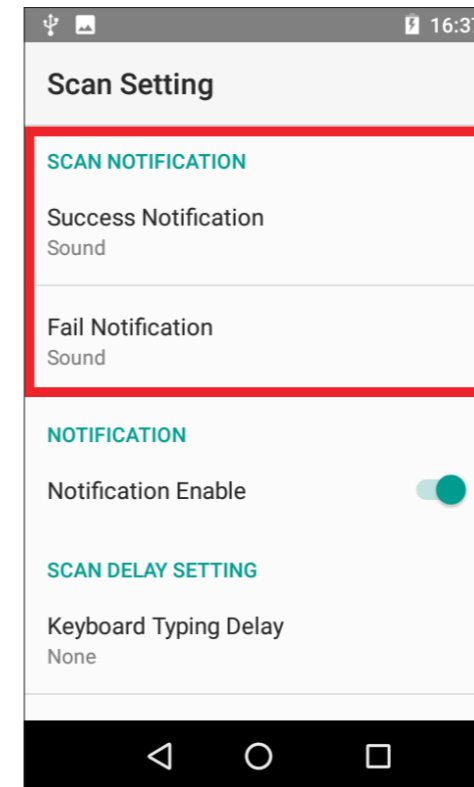 16:37
Scan Setting
SCAN NOTIFICATION
Success Notification
Sound
Fail Notification
Sound
NOTIFICATION
Notification Enable
SCAN DELAY SETTING
Keyboard Typing Delay
None